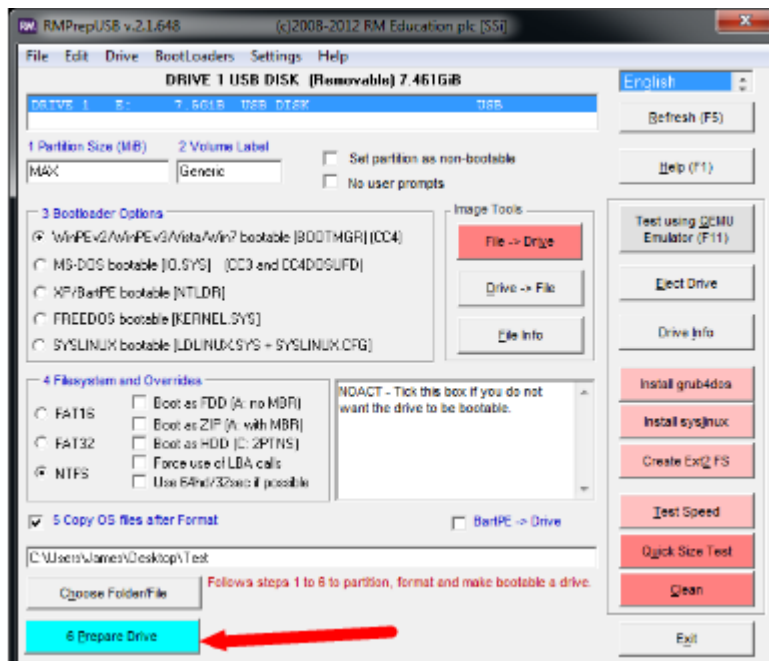 RMPrepUSB v.2.1.648 (c)2008-2012 RM Education plc [SSi]
File Edit Drive BootLoaders Settings Help
DRIVE 1 USB DISK (Removable) 7.461GiB
English
DRIVE 1 E: 7.5GiB USB DISK USB
Refresh (F5)
1 Partition Size (MiB) 2 Volume Label
MAX Generic
Set partition as non-bootable
No user prompts
Help (F1)
3 Bootloader Options
WinPEv2/WinPEv3/Vista/Win7 bootable [BOOTMGR] (CC4)
MS-DOS bootable [IO.SYS] (CC3 and CC4DOSUFD)
XP/BartPE bootable [NTLDR]
FREEDOS bootable [KERNEL.SYS]
SYSLINUX bootable [LDLINUX.SYS + SYSLINUX.CFG]
Image Tools
File -> Drive
Drive -> File
File Info
Test using QEMU
Emulator (F11)
Eject Drive
Drive Info
4 Filesystem and Overrides
FAT16
FAT32
NTFS
Boot as FDD [A: no MBR]
Boot as ZIP [A: with MBR]
Boot as HDD [C: 2PTNS]
Force use of LBA calls
Use 64hd/32sec if possible
NOACT - Tick this box if you do not
want the drive to be bootable.
Install grub4dos
Install syslinux
Create Ext2 FS
Test Speed
Quick Size Test
Clean
5 Copy OS files after Format
BartPE -> Drive
C:\Users\James\Desktop\Test
Choose Folder/File
Follow steps 1 to 6 to partition, format and make bootable a drive.
6 Prepare Drive
Exit